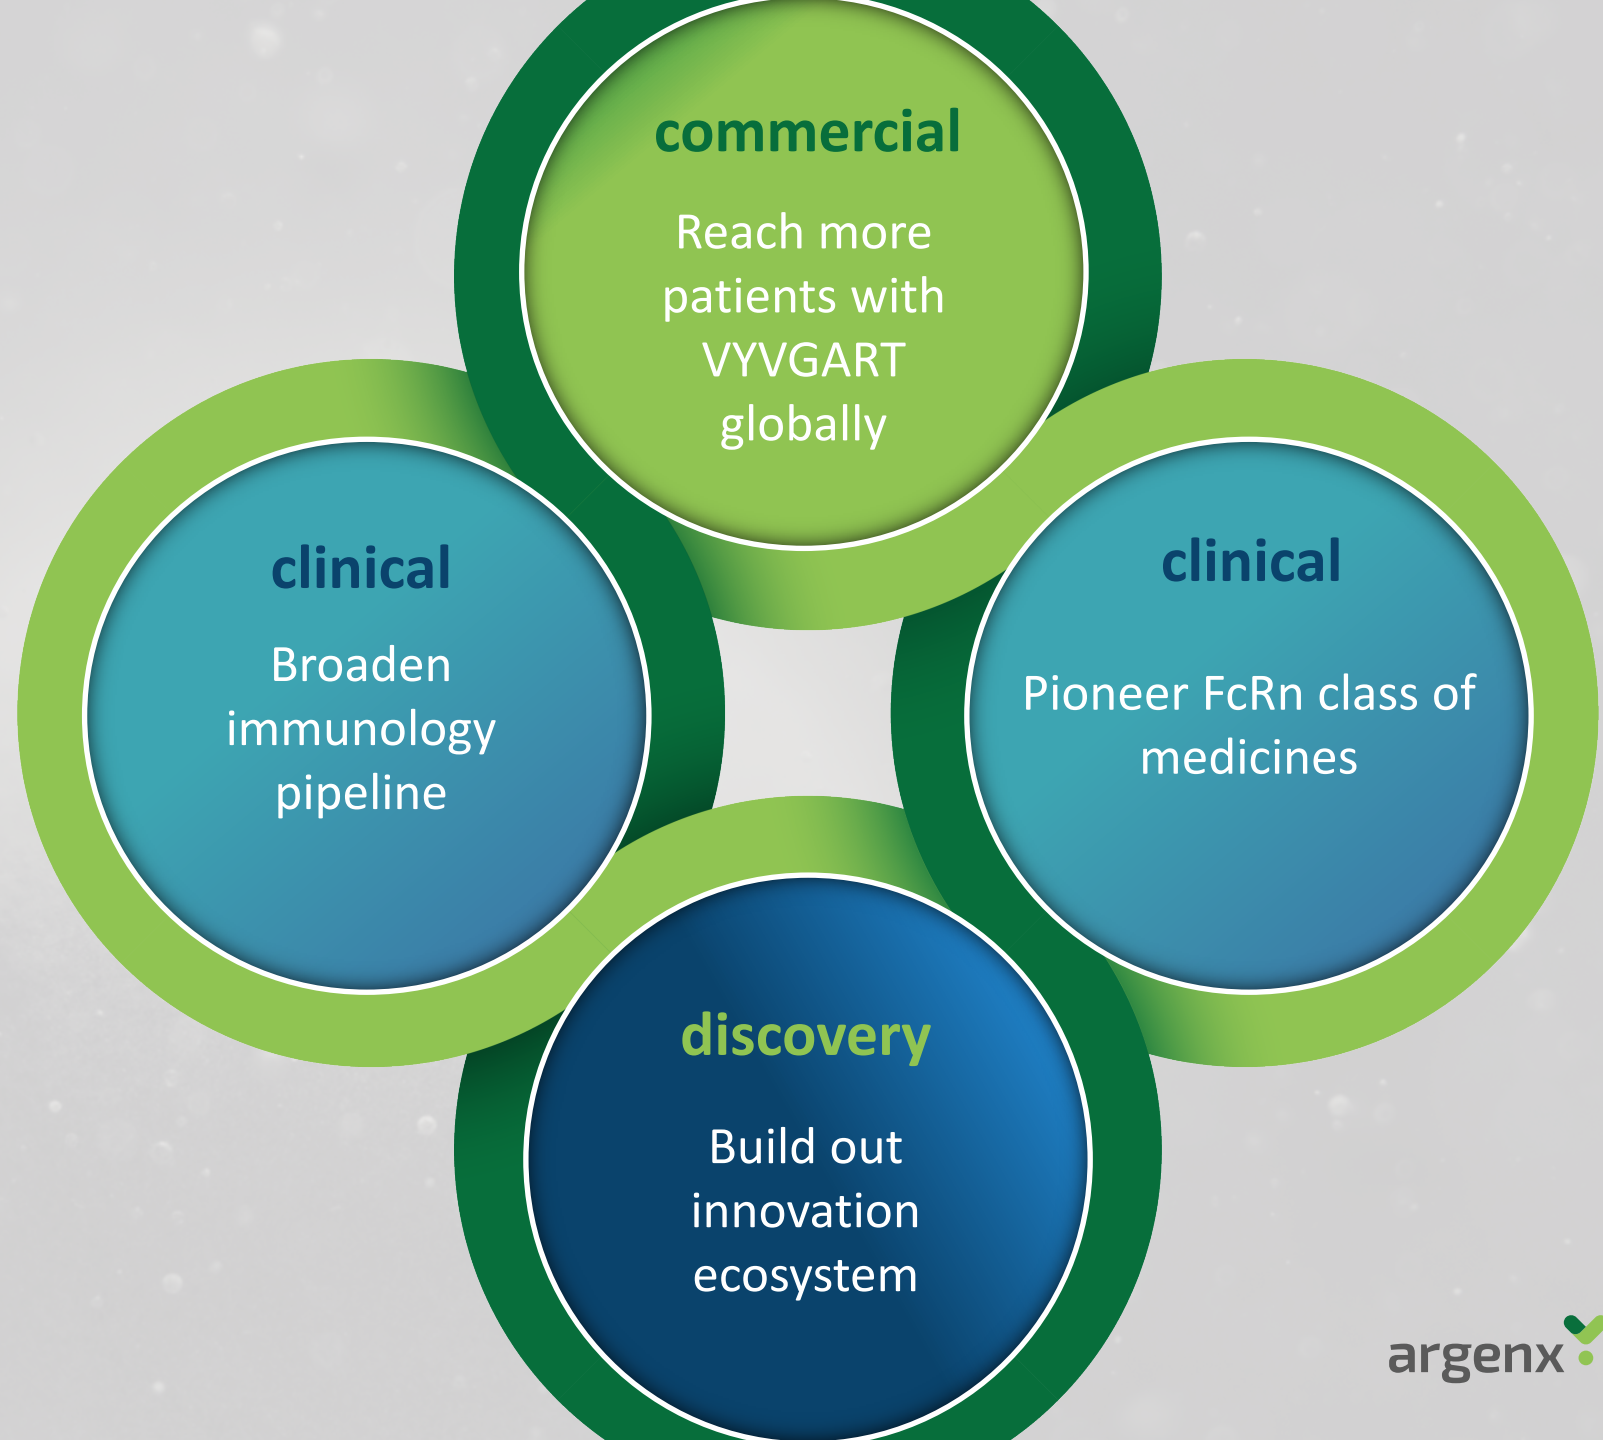 commercial
Reach more
patients with
VYVGART
globally
clinical
Broaden
immunology
pipeline
clinical
Pioneer FcRn class of
medicines
discovery
Build out
innovation
ecosystem
argenx